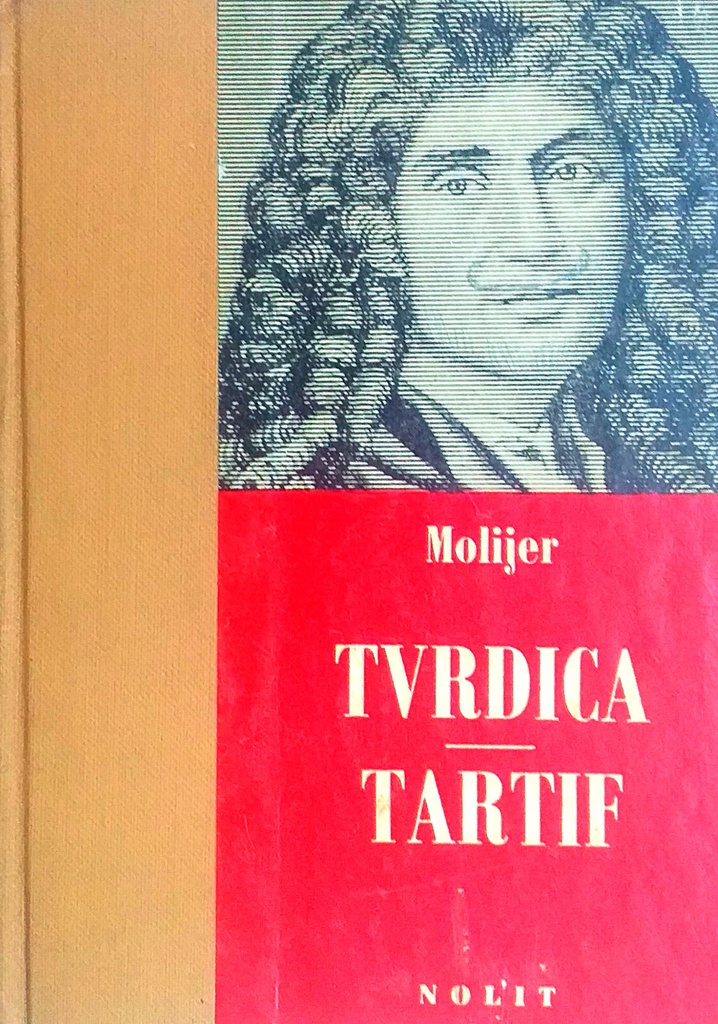 Molijer
TVRDICA
TARTIF
NOLIT